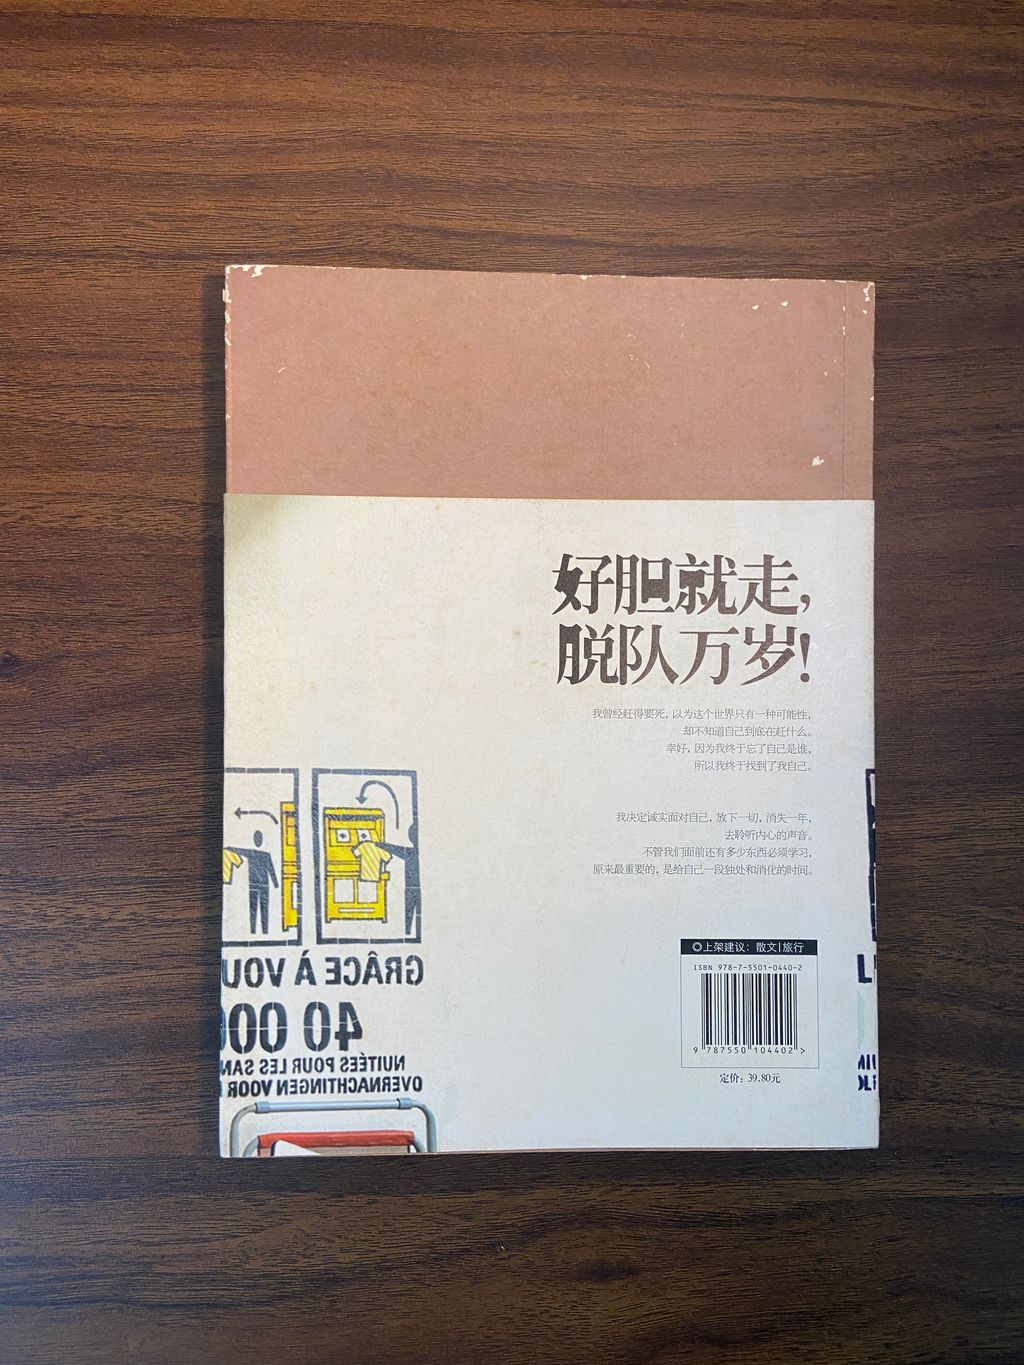 好胆就走，
脱队万岁！
我曾经赶得要死，以为这个世界只有一种可能性，
却不知道自己到底在赶什么。
幸好，因为我终于忘了自己是谁，
所以我终于找到了我自己。
我决定诚实面对自己，放下一切，消失一年，
去聆听内心的声音。
不管我们面前还有多少东西必须学习，
原来最重要的，是给自己一段独处和消化的时间。
上架建议：散文|旅行
ISBN 978-7-5501-0440-2
9 787550 104402 >
定价：39.80元
GRÂCE À VOU
40 000
NUITÉES POUR LES SAN
OVERNACHTINGEN VOOR